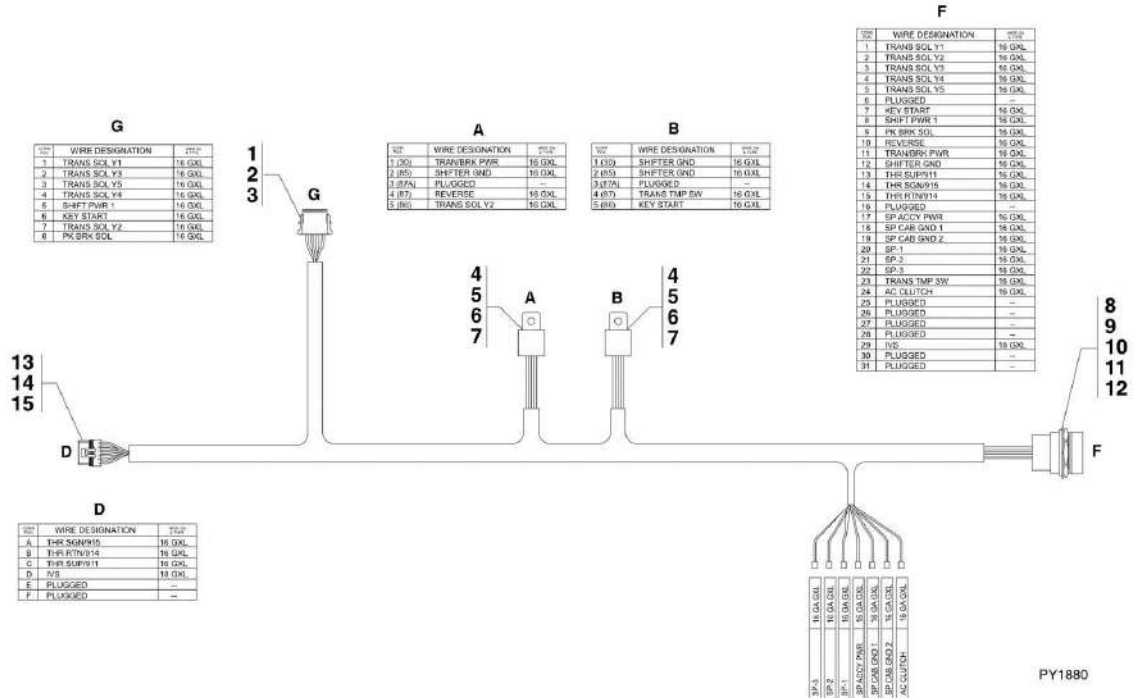 F
WIRE DESIGNATION
1 TRANS SOL Y1 16 GXL
2 TRANS SOL Y2 16 GXL
3 TRANS SOL Y3 16 GXL
4 TRANS SOL Y4 16 GXL
5 TRANS SOL Y5 16 GXL
6 PLUGGED --
7 KEY START 16 GXL
8 SHIFT PWR 1 16 GXL
9 PK BRK SOL 16 GXL
10 REVERSE 16 GXL
11 TRAN/BRK PWR 16 GXL
12 SHIFTER GND 16 GXL
13 THR SUP/911 16 GXL
14 THR SGN/915 16 GXL
15 THR RTN/914 16 GXL
16 PLUGGED --
17 SP ACCY PWR 16 GXL
18 SP CAB GND 1 16 GXL
19 SP CAB GND 2 16 GXL
20 SP-1 16 GXL
21 SP-2 16 GXL
22 SP-3 16 GXL
23 TRANS TMP SW 16 GXL
24 AC CLUTCH 16 GXL
25 PLUGGED --
26 PLUGGED --
27 PLUGGED --
28 PLUGGED --
29 IVS 18 GXL
30 PLUGGED --
31 PLUGGED --
G
WIRE DESIGNATION
1 TRANS SOL Y1 16 GXL
2 TRANS SOL Y3 16 GXL
3 TRANS SOL Y5 16 GXL
4 TRANS SOL Y4 16 GXL
5 SHIFT PWR 1 16 GXL
6 KEY START 16 GXL
7 TRANS SOL Y2 16 GXL
8 PK BRK SOL 16 GXL
1
2
3
G
A
WIRE DESIGNATION
1 (30) TRAN/BRK PWR 16 GXL
2 (85) SHIFTER GND 16 GXL
3 (87A) PLUGGED --
4 (87) REVERSE 16 GXL
5 (86) TRANS SOL Y2 16 GXL
B
WIRE DESIGNATION
1 (30) SHIFTER GND 16 GXL
2 (85) SHIFTER GND 16 GXL
3 (87A) PLUGGED --
4 (87) TRANS TMP SW 16 GXL
5 (86) KEY START 16 GXL
4
5
6
7
A
B
4
5
6
7
8
9
10
11
12
F
13
14
15
D
D
WIRE DESIGNATION
A THR SGN/915 16 GXL
B THR RTN/914 16 GXL
C THR SUP/911 16 GXL
D IVS 18 GXL
E PLUGGED --
F PLUGGED --
SP-3 16 GA GXL
SP-2 16 GA GXL
SP-1 16 GA GXL
SP ACCY PWR 16 GA GXL
SP CAB GND 1 16 GA GXL
SP CAB GND 2 16 GA GXL
AC CLUTCH 16 GA GXL
PY1880